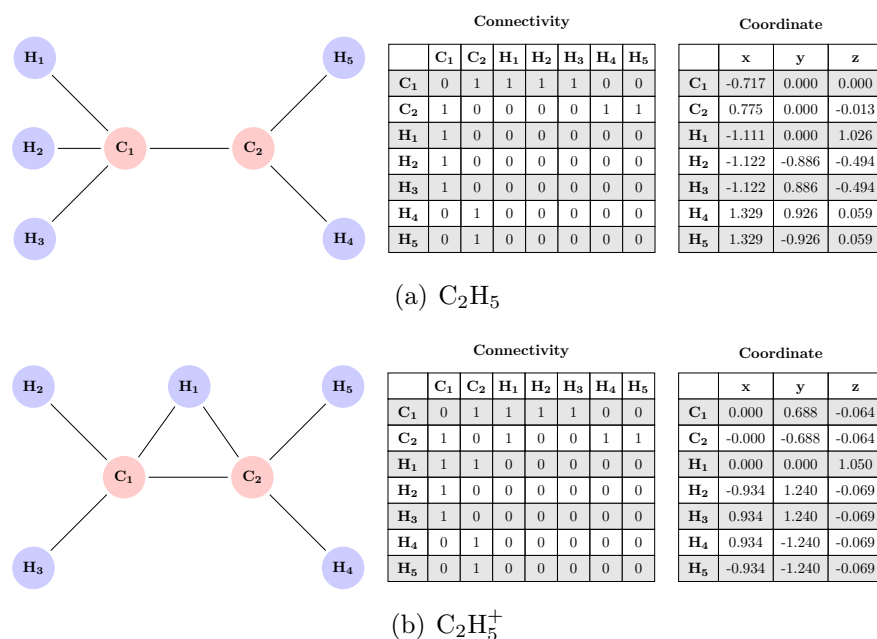 Connectivity
Coordinate
C₁ C₂ H₁ H₂ H₃ H₄ H₅
x y z
C₁ 0 1 1 1 1 0 0
C₁ -0.717 0.000 0.000
C₂ 1 0 0 0 0 1 1
C₂ 0.775 0.000 -0.013
H₁ 1 0 0 0 0 0 0
H₁ -1.111 0.000 1.026
H₂ 1 0 0 0 0 0 0
H₂ -1.122 -0.886 -0.494
H₃ 1 0 0 0 0 0 0
H₃ -1.122 0.886 -0.494
H₄ 0 1 0 0 0 0 0
H₄ 1.329 0.926 0.059
H₅ 0 1 0 0 0 0 0
H₅ 1.329 -0.926 0.059
H₁ H₅
H₂ C₁ C₂
H₃ H₄
(a) C₂H₅
Connectivity
Coordinate
C₁ C₂ H₁ H₂ H₃ H₄ H₅
x y z
C₁ 0 1 1 1 1 0 0
C₁ 0.000 0.688 -0.064
C₂ 1 0 1 0 0 1 1
C₂ -0.000 -0.688 -0.064
H₁ 1 1 0 0 0 0 0
H₁ 0.000 0.000 1.050
H₂ 1 0 0 0 0 0 0
H₂ -0.934 1.240 -0.069
H₃ 1 0 0 0 0 0 0
H₃ 0.934 1.240 -0.069
H₄ 0 1 0 0 0 0 0
H₄ 0.934 -1.240 -0.069
H₅ 0 1 0 0 0 0 0
H₅ -0.934 -1.240 -0.069
H₂ H₁ H₅
C₁ C₂
H₃ H₄
(b) C₂H₅⁺